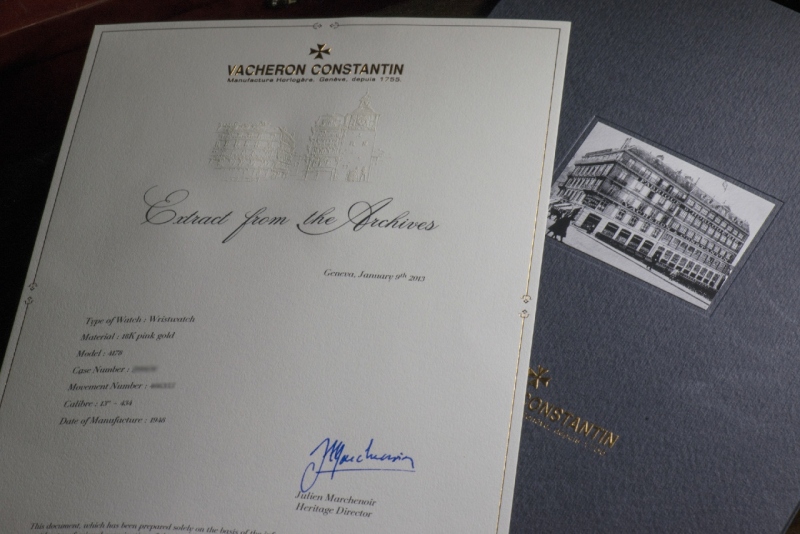 VACHERON CONSTANTIN
Manufacture Horlogère, Genève, depuis 1755.
Extract from the Archives
Geneva, January 9th 2013
Type of Watch : Wristwatch
Material : 18K pink gold
Model : 4178
Case Number :
Movement Number :
Calibre : 13''' - 454
Date of Manufacture : 1948
Julien Marchenoir
Heritage Director
This document, which has been prepared solely on the basis of the
CONSTANTIN